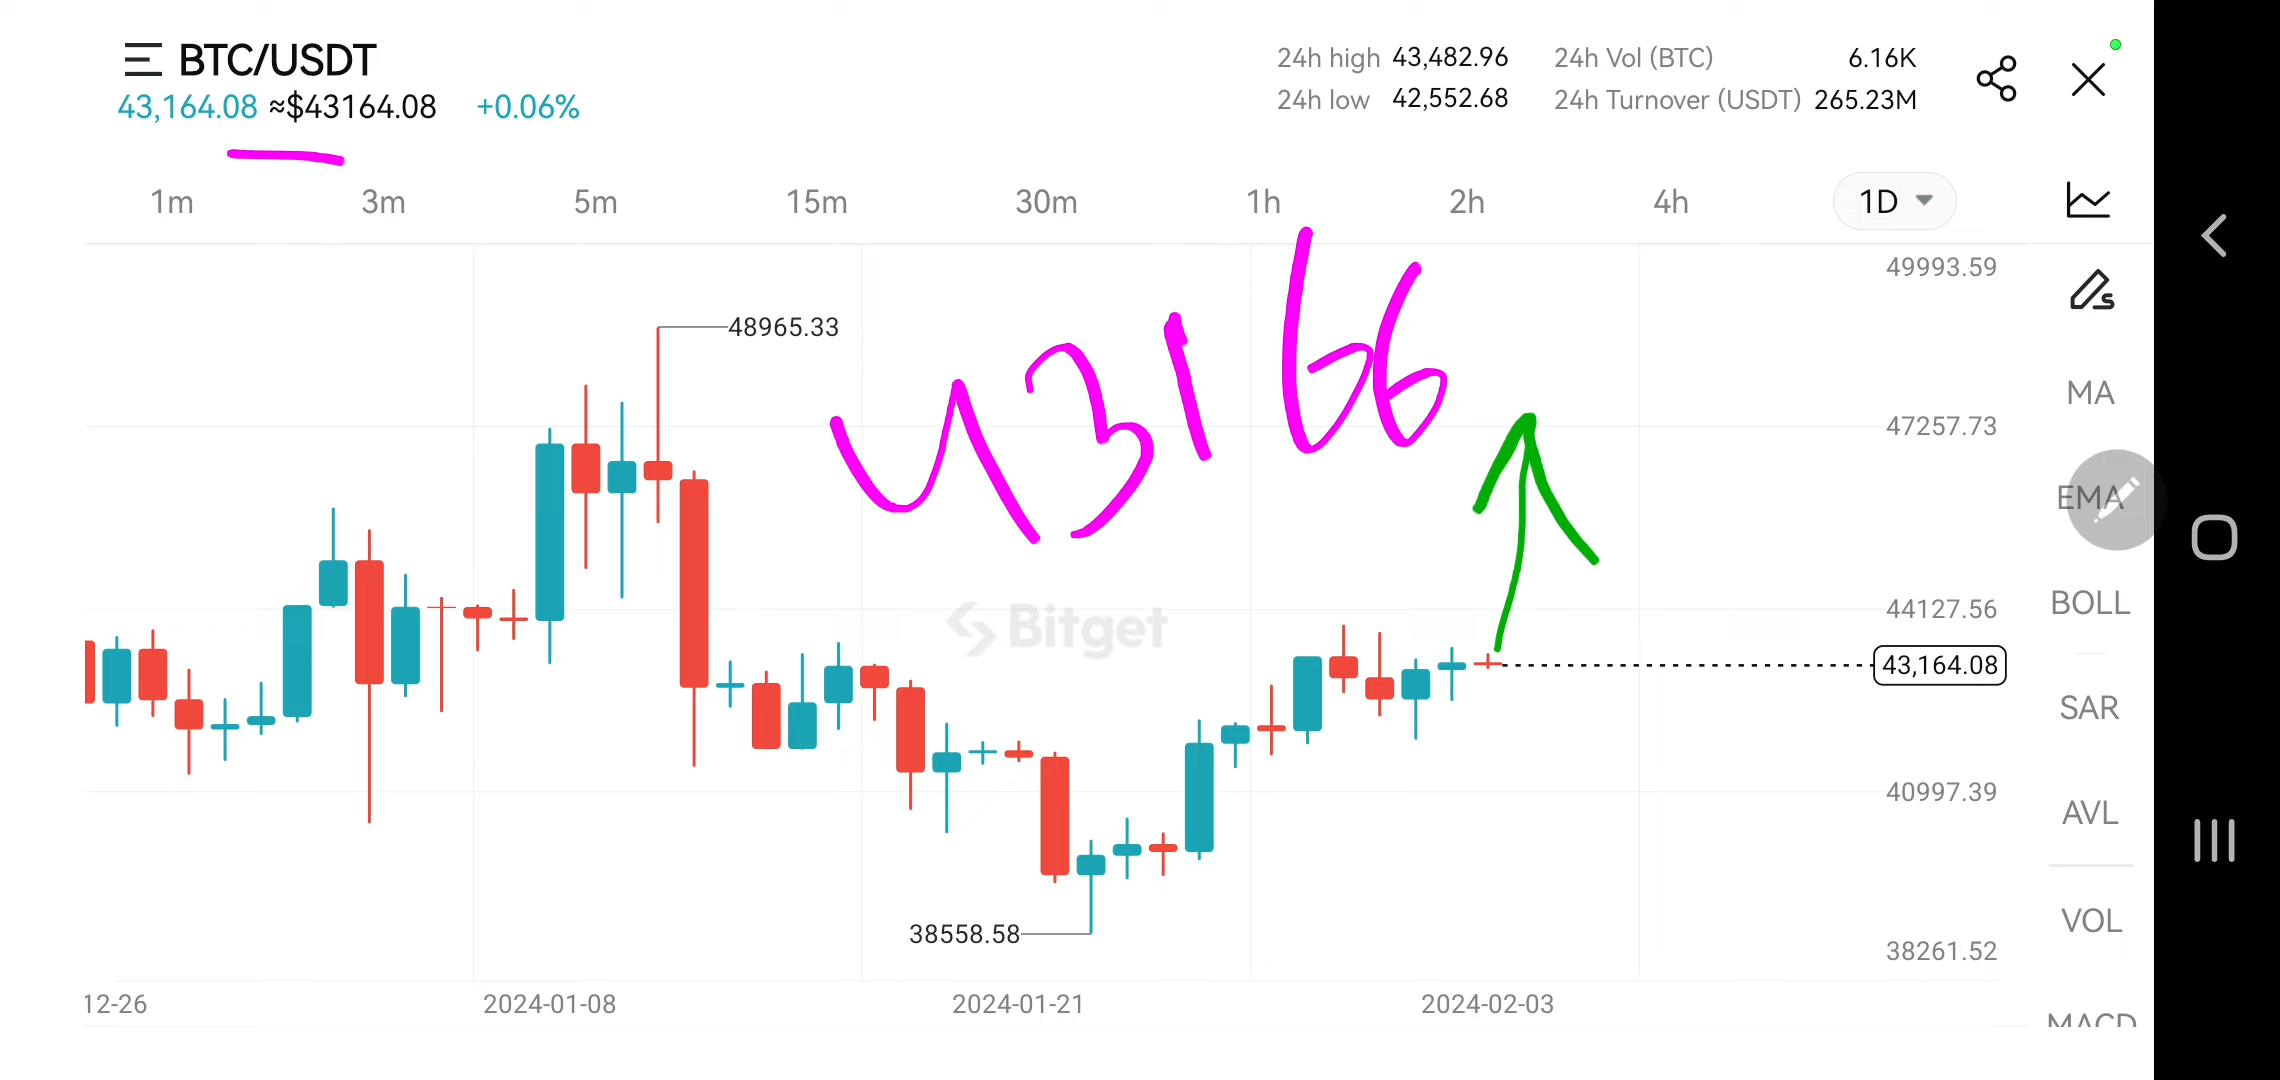 BTC/USDT
43,164.08 ≈$43164.08 +0.06%
24h high 43,482.96 24h Vol (BTC) 6.16K
24h low 42,552.68 24h Turnover (USDT) 265.23M
1m 3m 5m 15m 30m 1h 2h 4h 1D
49993.59
48965.33
43166
MA
47257.73
EMA
BOLL
44127.56
Bitget
43,164.08
SAR
40997.39
AVL
VOL
38558.58
38261.52
12-26 2024-01-08 2024-01-21 2024-02-03
MACD